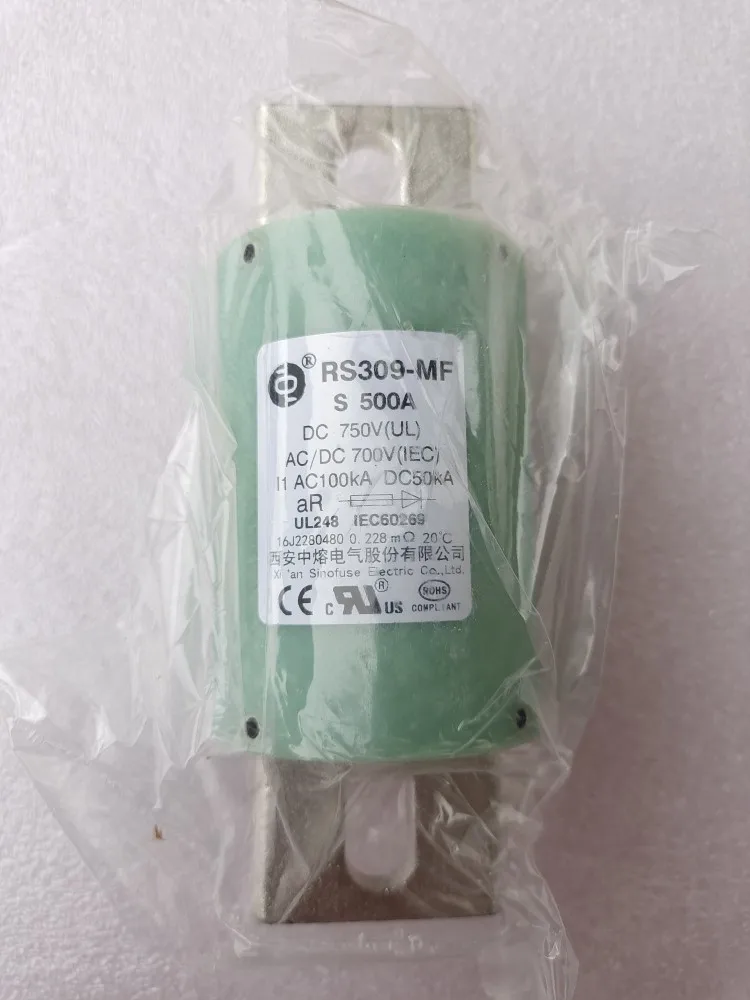 ® RS309-MF
S 500A
DC 750V(UL)
AC/DC 700V(IEC)
I1 AC100kA DC50kA
aR
UL248 IEC60269
16J2280480 0.228mΩ 20℃
西安中熔电气股份有限公司
Xi'an Sinofuse Electric Co.,Ltd.
CE C RU ® US ROHS
COMPLIANT